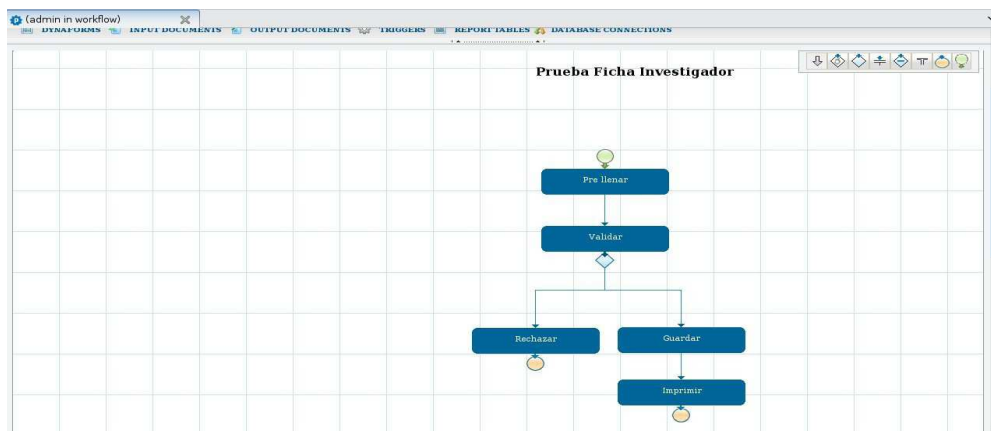 (admin in workflow)
DYNAFORMS INPUT DOCUMENTS OUTPUT DOCUMENTS TRIGGERS REPORT TABLES DATABASE CONNECTIONS
Prueba Ficha Investigador
Pre llenar
Validar
Rechazar
Guardar
Imprimir